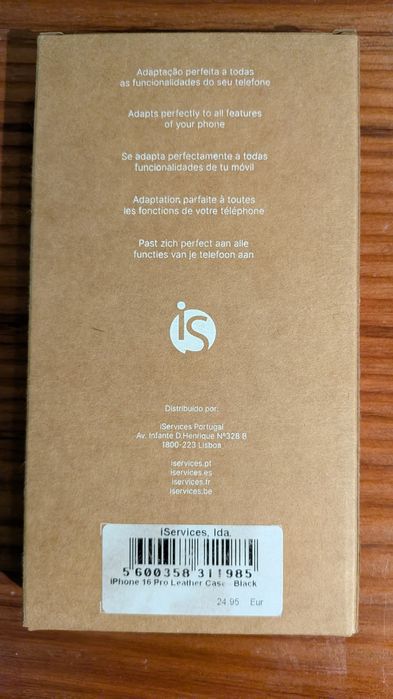 Adaptação perfeita a todas
as funcionalidades do seu telefone
Adapts perfectly to all features
of your phone
Se adapta perfectamente a todas
funcionalidades de tu móvil
Adaptation parfaite à toutes
les fonctions de votre téléphone
Past zich perfect aan alle
functies van je telefoon aan
is
Distribuído por:
iServices Portugal
Av. Infante D.Henrique Nº328 B
1800-223 Lisboa
iservices.pt
iservices.es
iservices.fr
iservices.be
iServices, lda.
5 600358 311985
iPhone 16 Pro Leather Case - Black
24.95 Eur